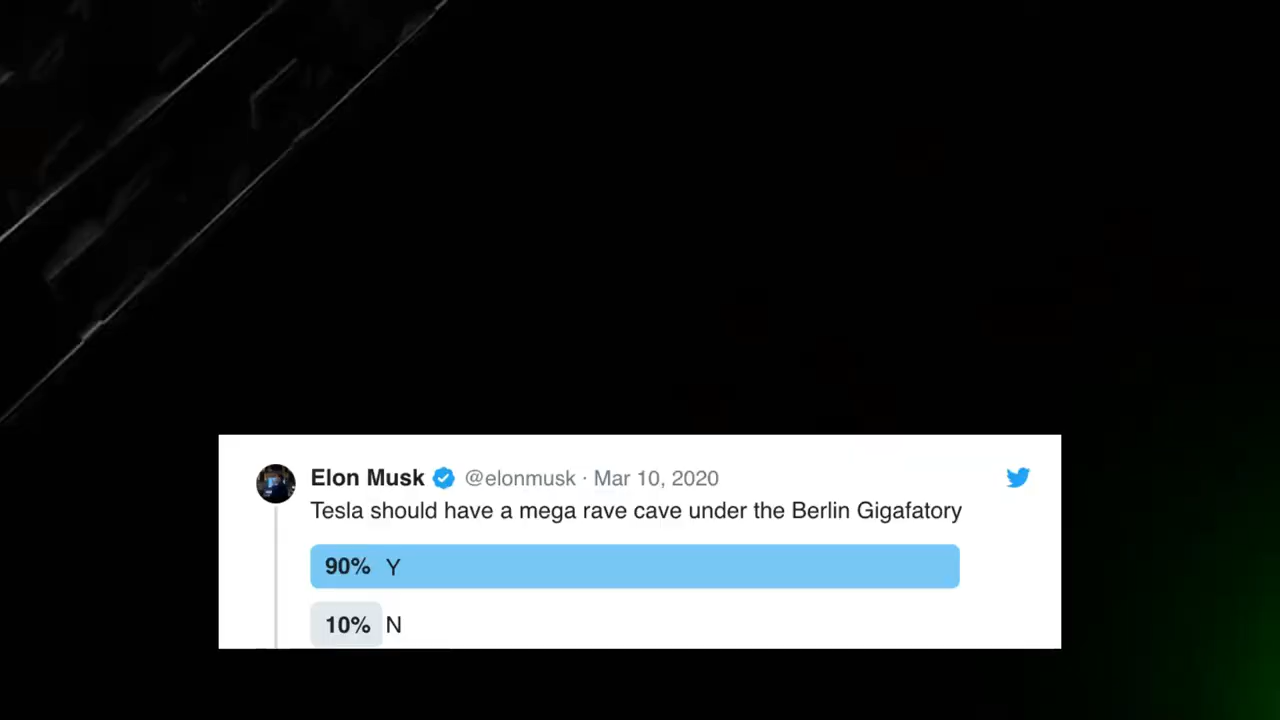 Elon Musk @elonmusk · Mar 10, 2020
Tesla should have a mega rave cave under the Berlin Gigafatory
90% Y
10% N